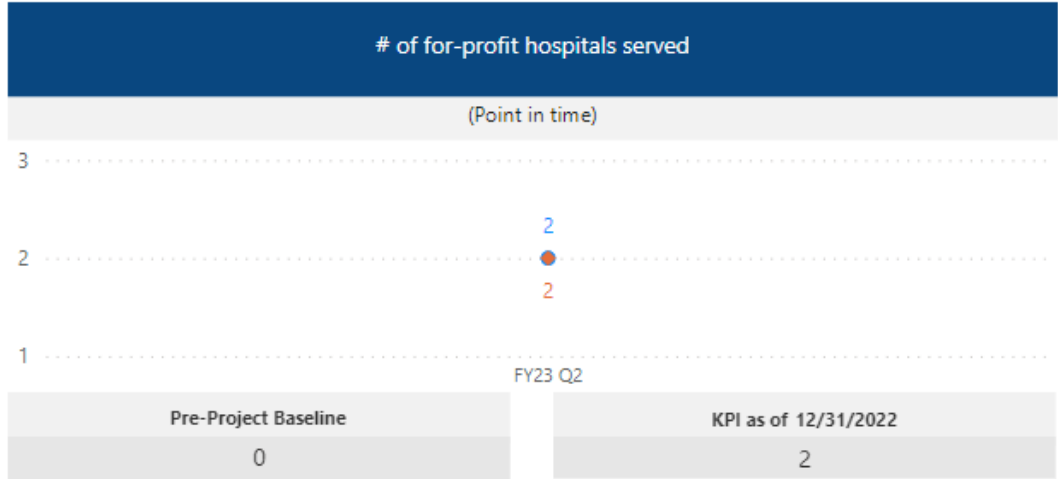 # of for-profit hospitals served
(Point in time)
3
2
2
2
1
FY23 Q2
Pre-Project Baseline
KPI as of 12/31/2022
0
2